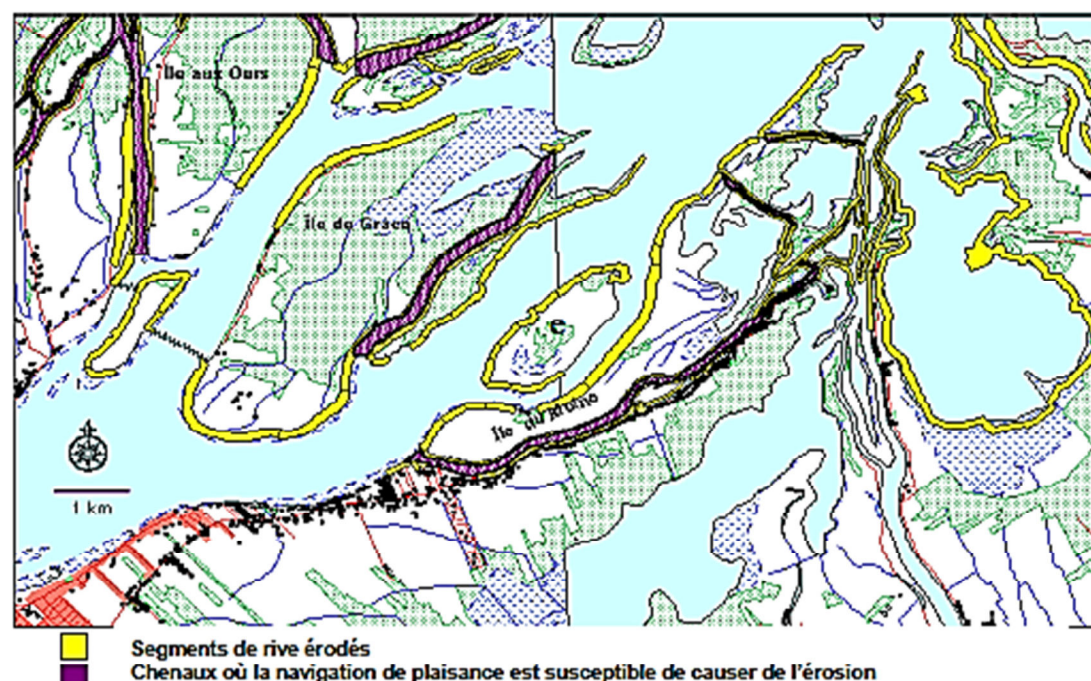 Île aux Ours
Île de Grâce
Île du Moine
1 km
Segments de rive érodés
Chenaux où la navigation de plaisance est susceptible de causer de l'érosion